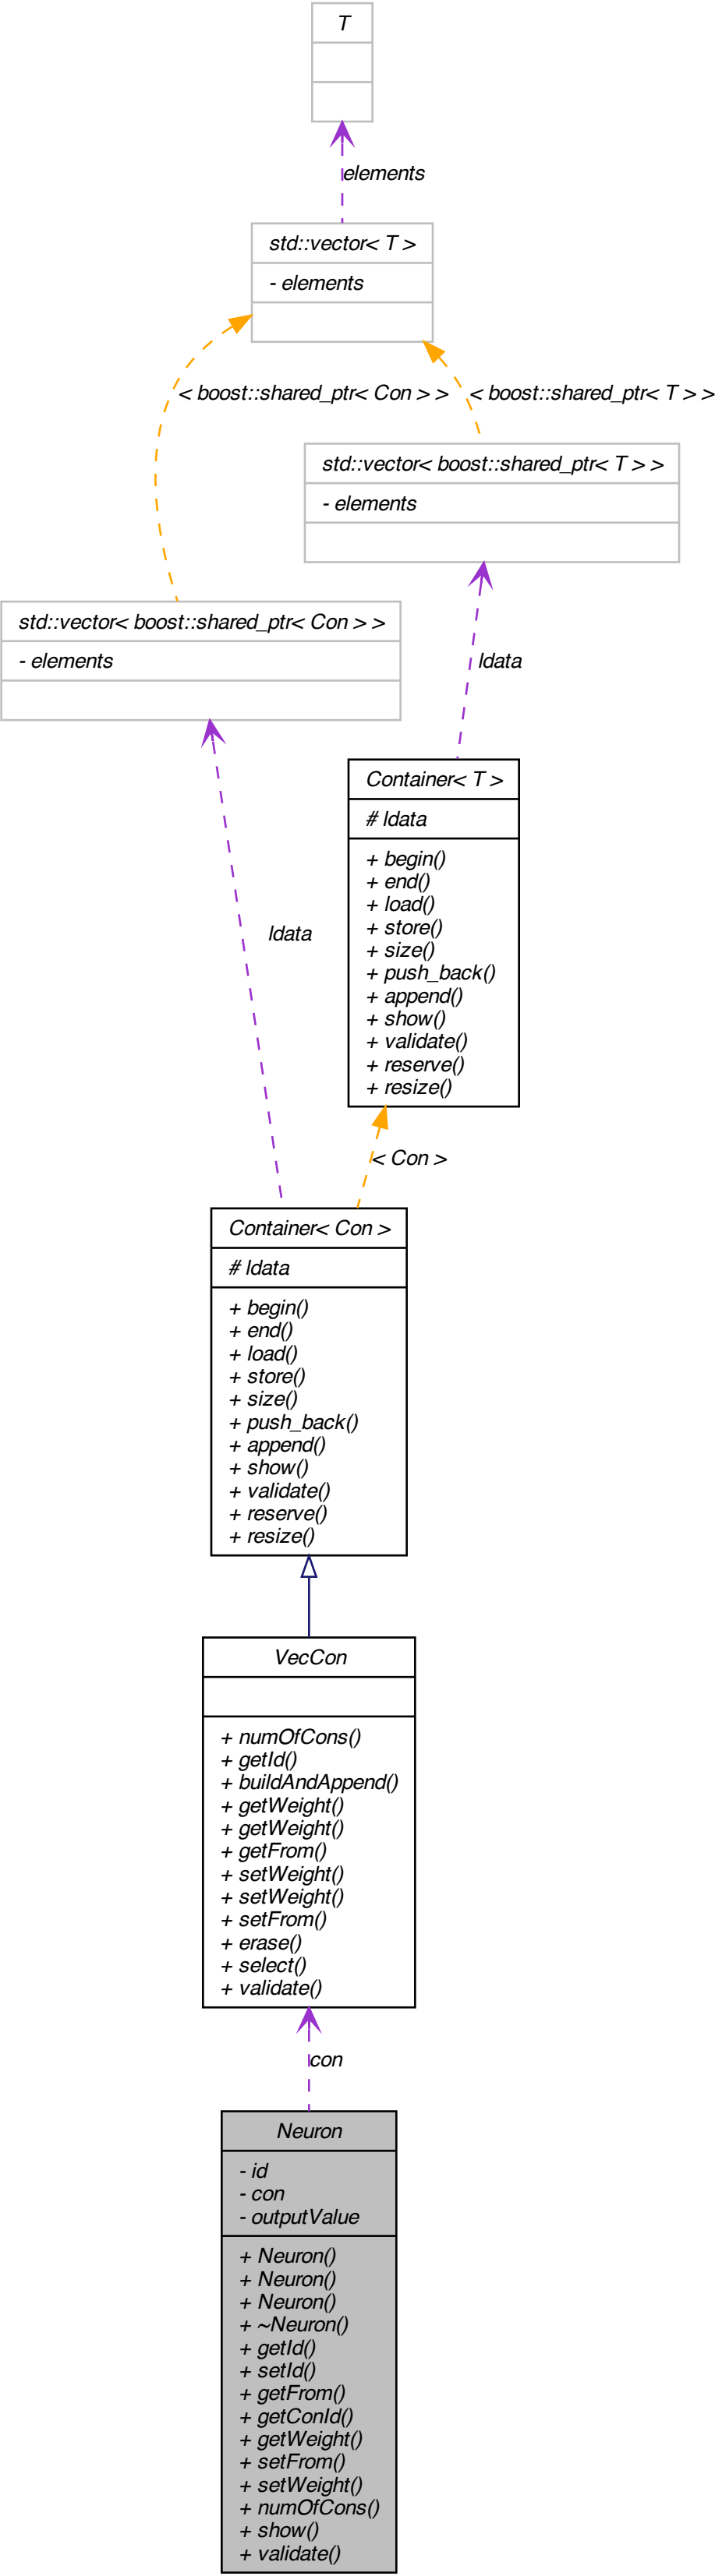 T
elements
std::vector< T >
- elements
< boost::shared_ptr< Con > >
< boost::shared_ptr< T > >
std::vector< boost::shared_ptr< T > >
- elements
std::vector< boost::shared_ptr< Con > >
- elements
ldata
Container< T >
# ldata
+ begin()
+ end()
+ load()
+ store()
+ size()
+ push_back()
+ append()
+ show()
+ validate()
+ reserve()
+ resize()
ldata
< Con >
Container< Con >
# ldata
+ begin()
+ end()
+ load()
+ store()
+ size()
+ push_back()
+ append()
+ show()
+ validate()
+ reserve()
+ resize()
VecCon
+ numOfCons()
+ getId()
+ buildAndAppend()
+ getWeight()
+ getWeight()
+ getFrom()
+ setWeight()
+ setWeight()
+ setFrom()
+ erase()
+ select()
+ validate()
con
Neuron
- id
- con
- outputValue
+ Neuron()
+ Neuron()
+ Neuron()
+ ~Neuron()
+ getId()
+ setId()
+ getFrom()
+ getConId()
+ getWeight()
+ setFrom()
+ setWeight()
+ numOfCons()
+ show()
+ validate()